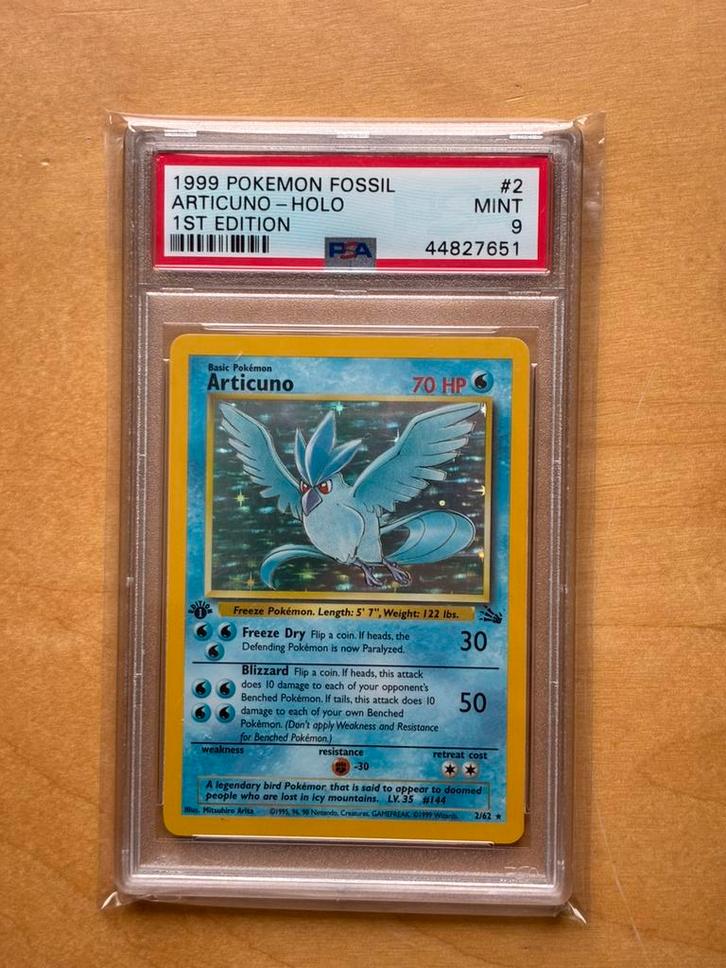 1999 POKEMON FOSSIL #2
ARTICUNO - HOLO MINT
1ST EDITION 9
PSA 44827651
Basic Pokémon
Articuno 70 HP
EDITION 1
Freeze Pokémon. Length: 5' 7", Weight: 122 lbs.
Freeze Dry Flip a coin. If heads, the
Defending Pokémon is now Paralyzed.
30
Blizzard Flip a coin. If heads, this attack
does 10 damage to each of your opponent's
Benched Pokémon. If tails, this attack does 10
damage to each of your own Benched
Pokémon. (Don't apply Weakness and Resistance
for Benched Pokémon.)
50
weakness resistance retreat cost
-30
A legendary bird Pokémon that is said to appear to doomed
people who are lost in icy mountains. LV. 35 #144
Illus. Mitsuhiro Arita ©1995, 96, 98 Nintendo, Creatures, GAMEFREAK. ©1999 Wizards. 2/62 ★